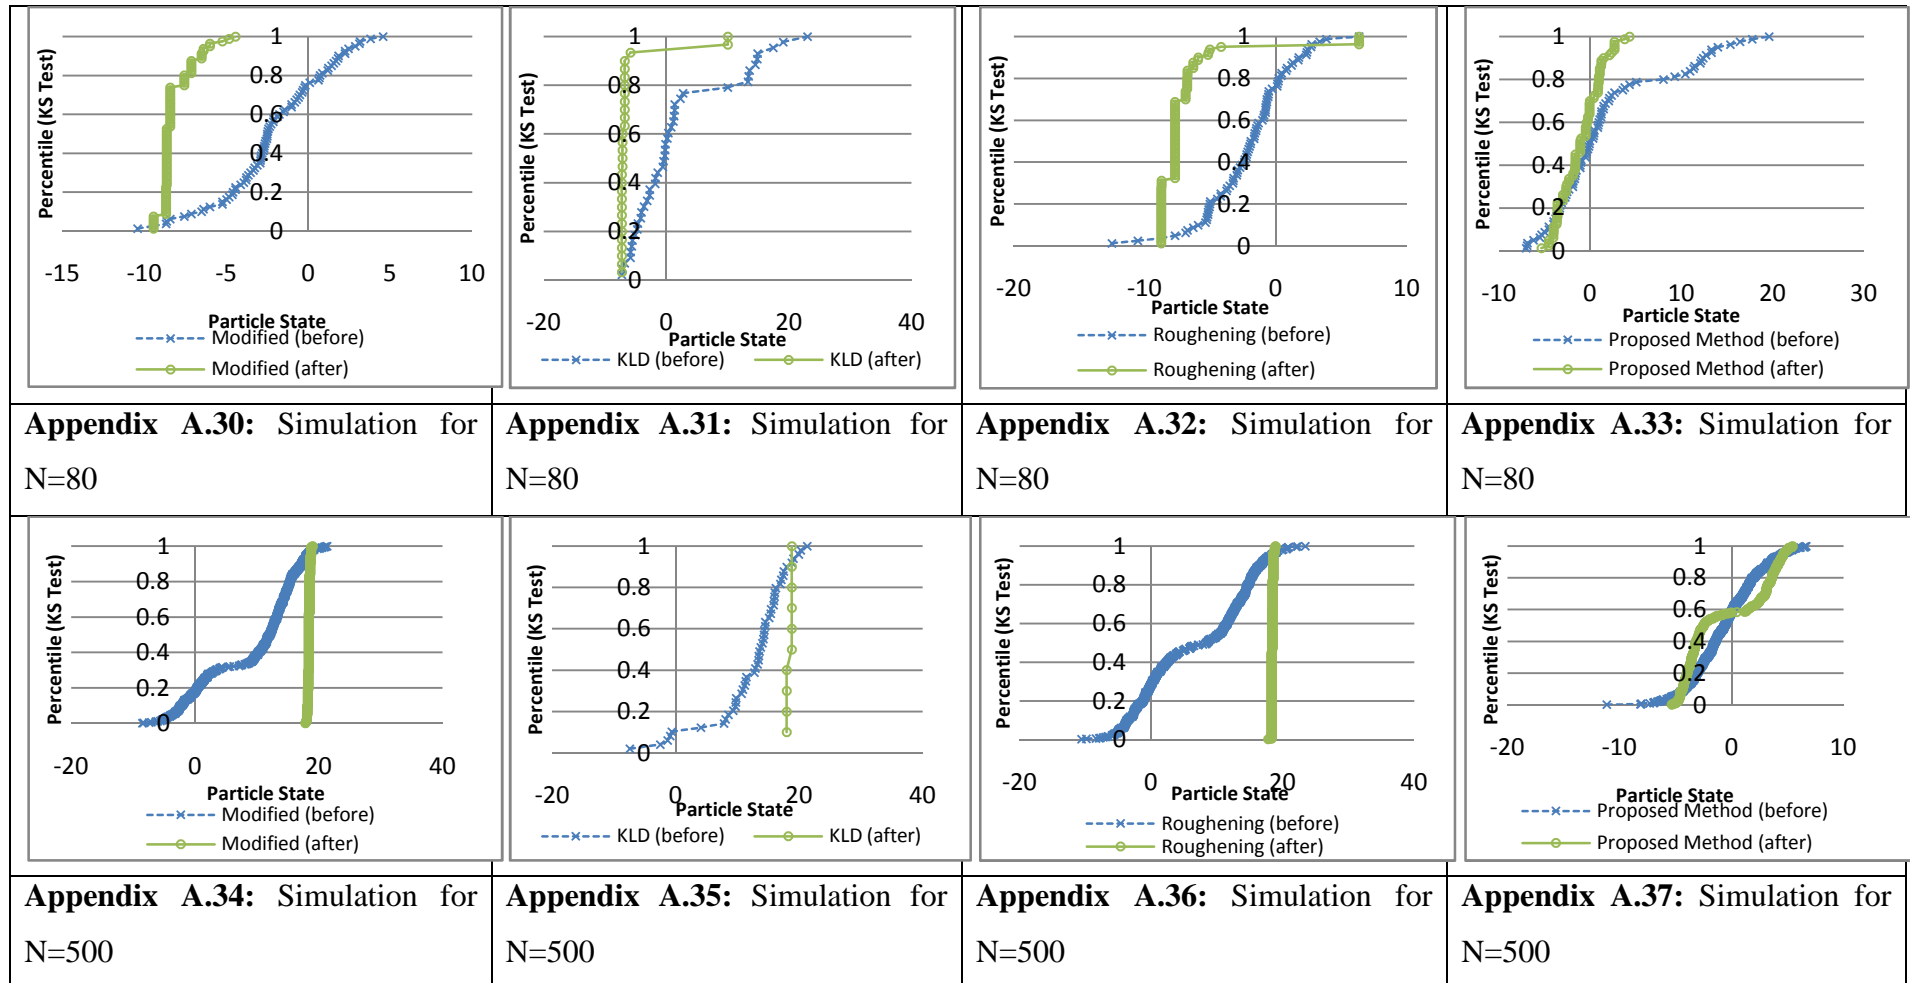 Percentile (KS Test)
1
0.8
0.6
0.4
0.2
0
-15 -10 -5 0 5 10
Particle State
Modified (before)
Modified (after)
Percentile (KS Test)
1
0.8
0.6
0.4
0.2
0
-20 0 20 40
Particle State
KLD (before) KLD (after)
Percentile (KS Test)
1
0.8
0.6
0.4
0.2
0
-20 -10 0 10
Particle State
Roughening (before)
Roughening (after)
Percentile (KS Test)
1
0.8
0.6
0.4
0.2
0
-10 0 10 20 30
Particle State
Proposed Method (before)
Proposed Method (after)
Appendix A.30: Simulation for
N=80
Appendix A.31: Simulation for
N=80
Appendix A.32: Simulation for
N=80
Appendix A.33: Simulation for
N=80
Percentile (KS Test)
1
0.8
0.6
0.4
0.2
0
-20 0 20 40
Particle State
Modified (before)
Modified (after)
Percentile (KS Test)
1
0.8
0.6
0.4
0.2
0
-20 0 20 40
Particle State
KLD (before) KLD (after)
Percentile (KS Test)
1
0.8
0.6
0.4
0.2
0
-20 0 20 40
Particle State
Roughening (before)
Roughening (after)
Percentile (KS Test)
1
0.8
0.6
0.4
0.2
0
-20 -10 0 10
Particle State
Proposed Method (before)
Proposed Method (after)
Appendix A.34: Simulation for
N=500
Appendix A.35: Simulation for
N=500
Appendix A.36: Simulation for
N=500
Appendix A.37: Simulation for
N=500